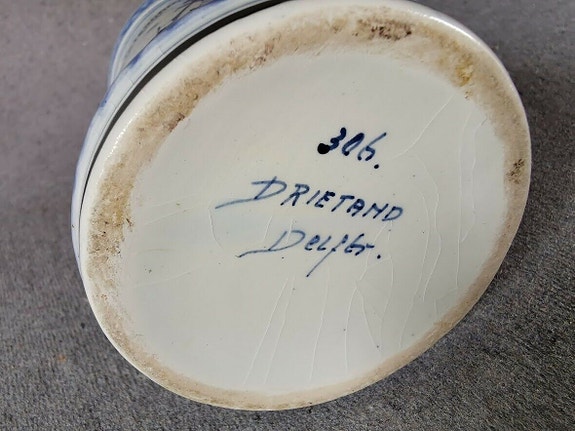 306.
DRIETAND
Delft.